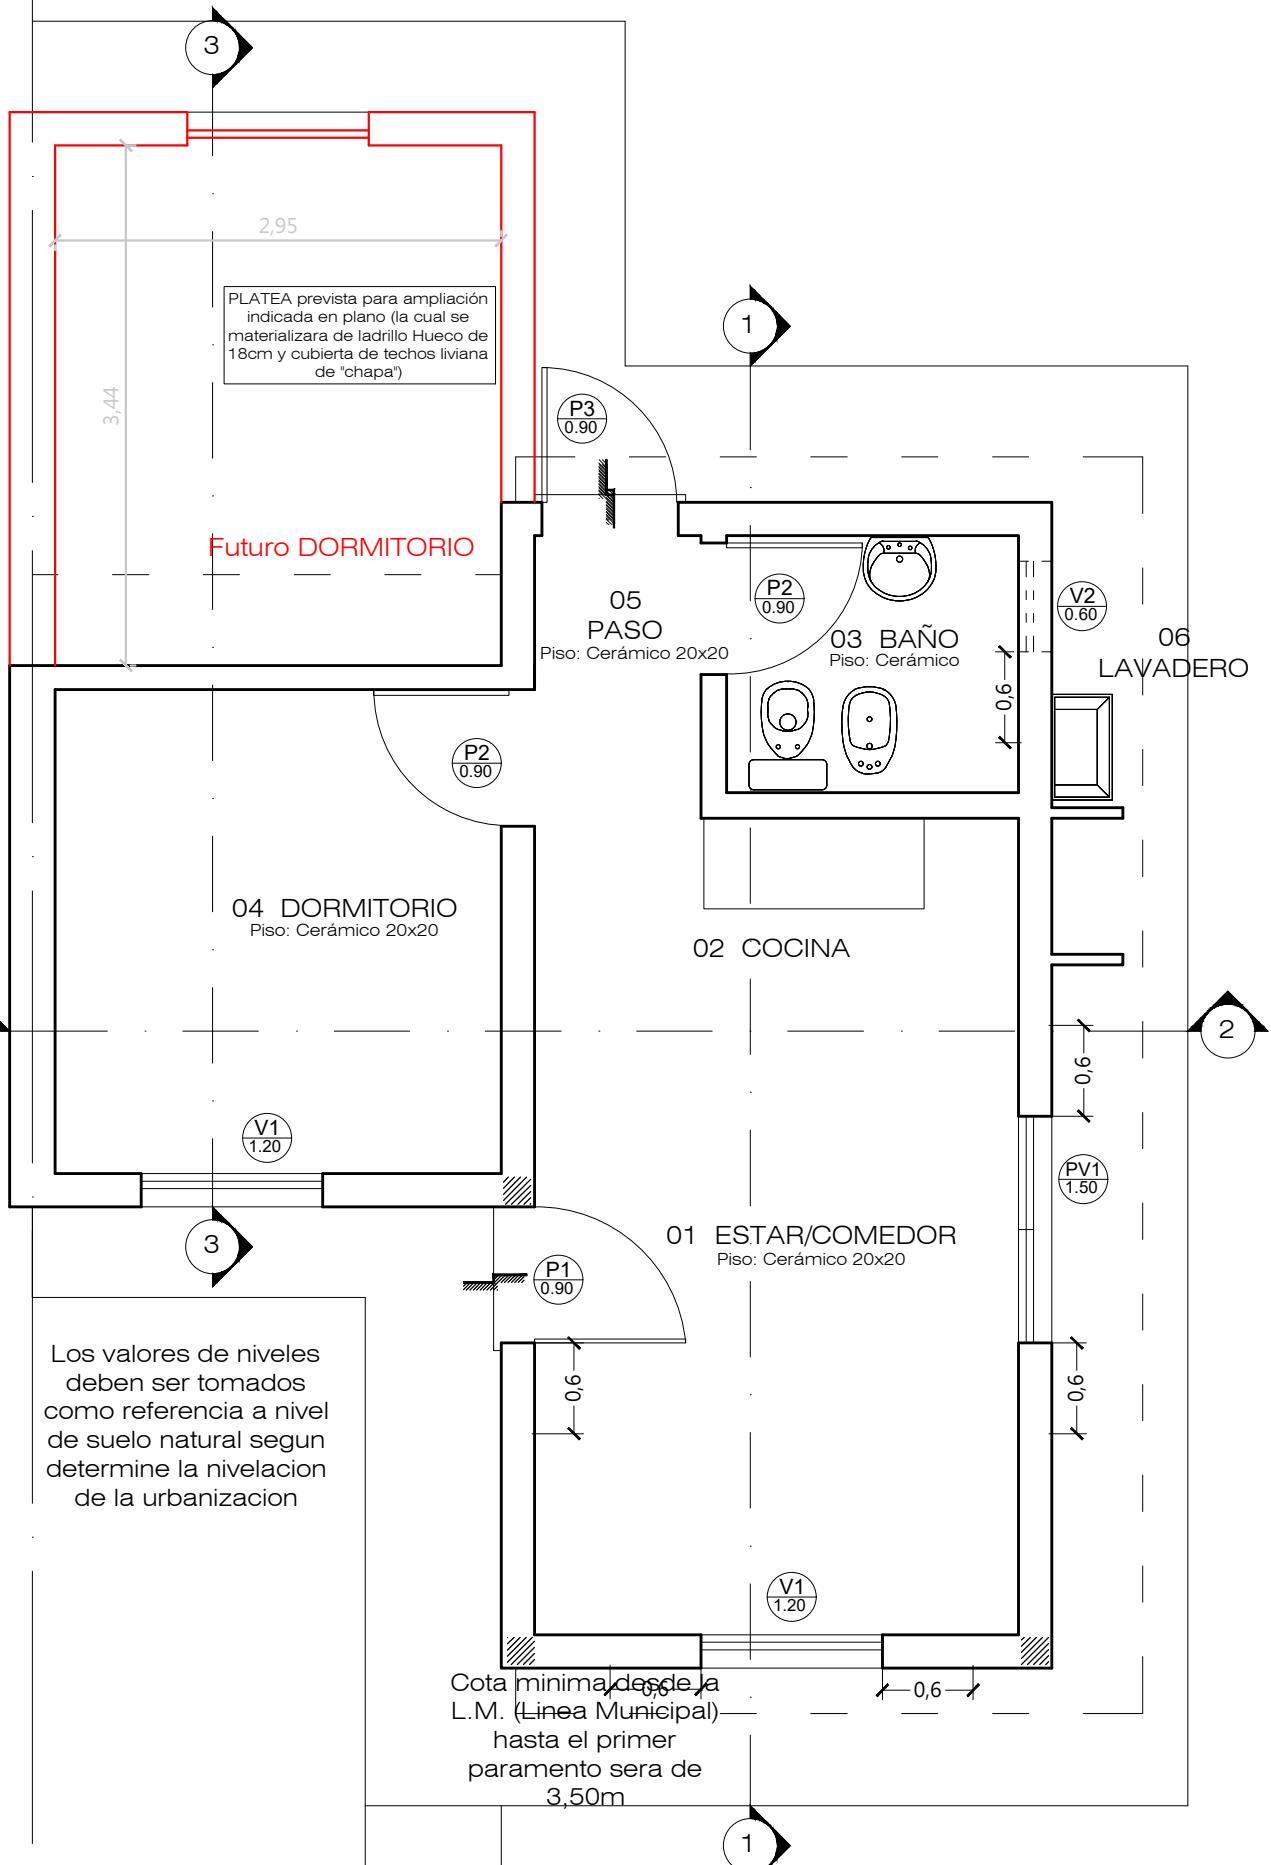 3
2,95
PLATEA prevista para ampliación
indicada en plano (la cual se
materializara de ladrillo Hueco de
18cm y cubierta de techos liviana
de "chapa")
1
3,44
P3
0.90
Futuro DORMITORIO
05
PASO
Piso: Cerámico 20x20
P2
0.90
03 BAÑO
Piso: Cerámico
V2
0.60
06
LAVADERO
0,6
P2
0.90
04 DORMITORIO
Piso: Cerámico 20x20
02 COCINA
2
0,6
V1
1.20
PV1
1.50
3
01 ESTAR/COMEDOR
Piso: Cerámico 20x20
P1
0.90
0,6
0,6
Los valores de niveles
deben ser tomados
como referencia a nivel
de suelo natural segun
determine la nivelacion
de la urbanizacion
V1
1.20
0,6
0,6
Cota minima desde la
L.M. (Linea Municipal)
hasta el primer
paramento sera de
3,50m
1